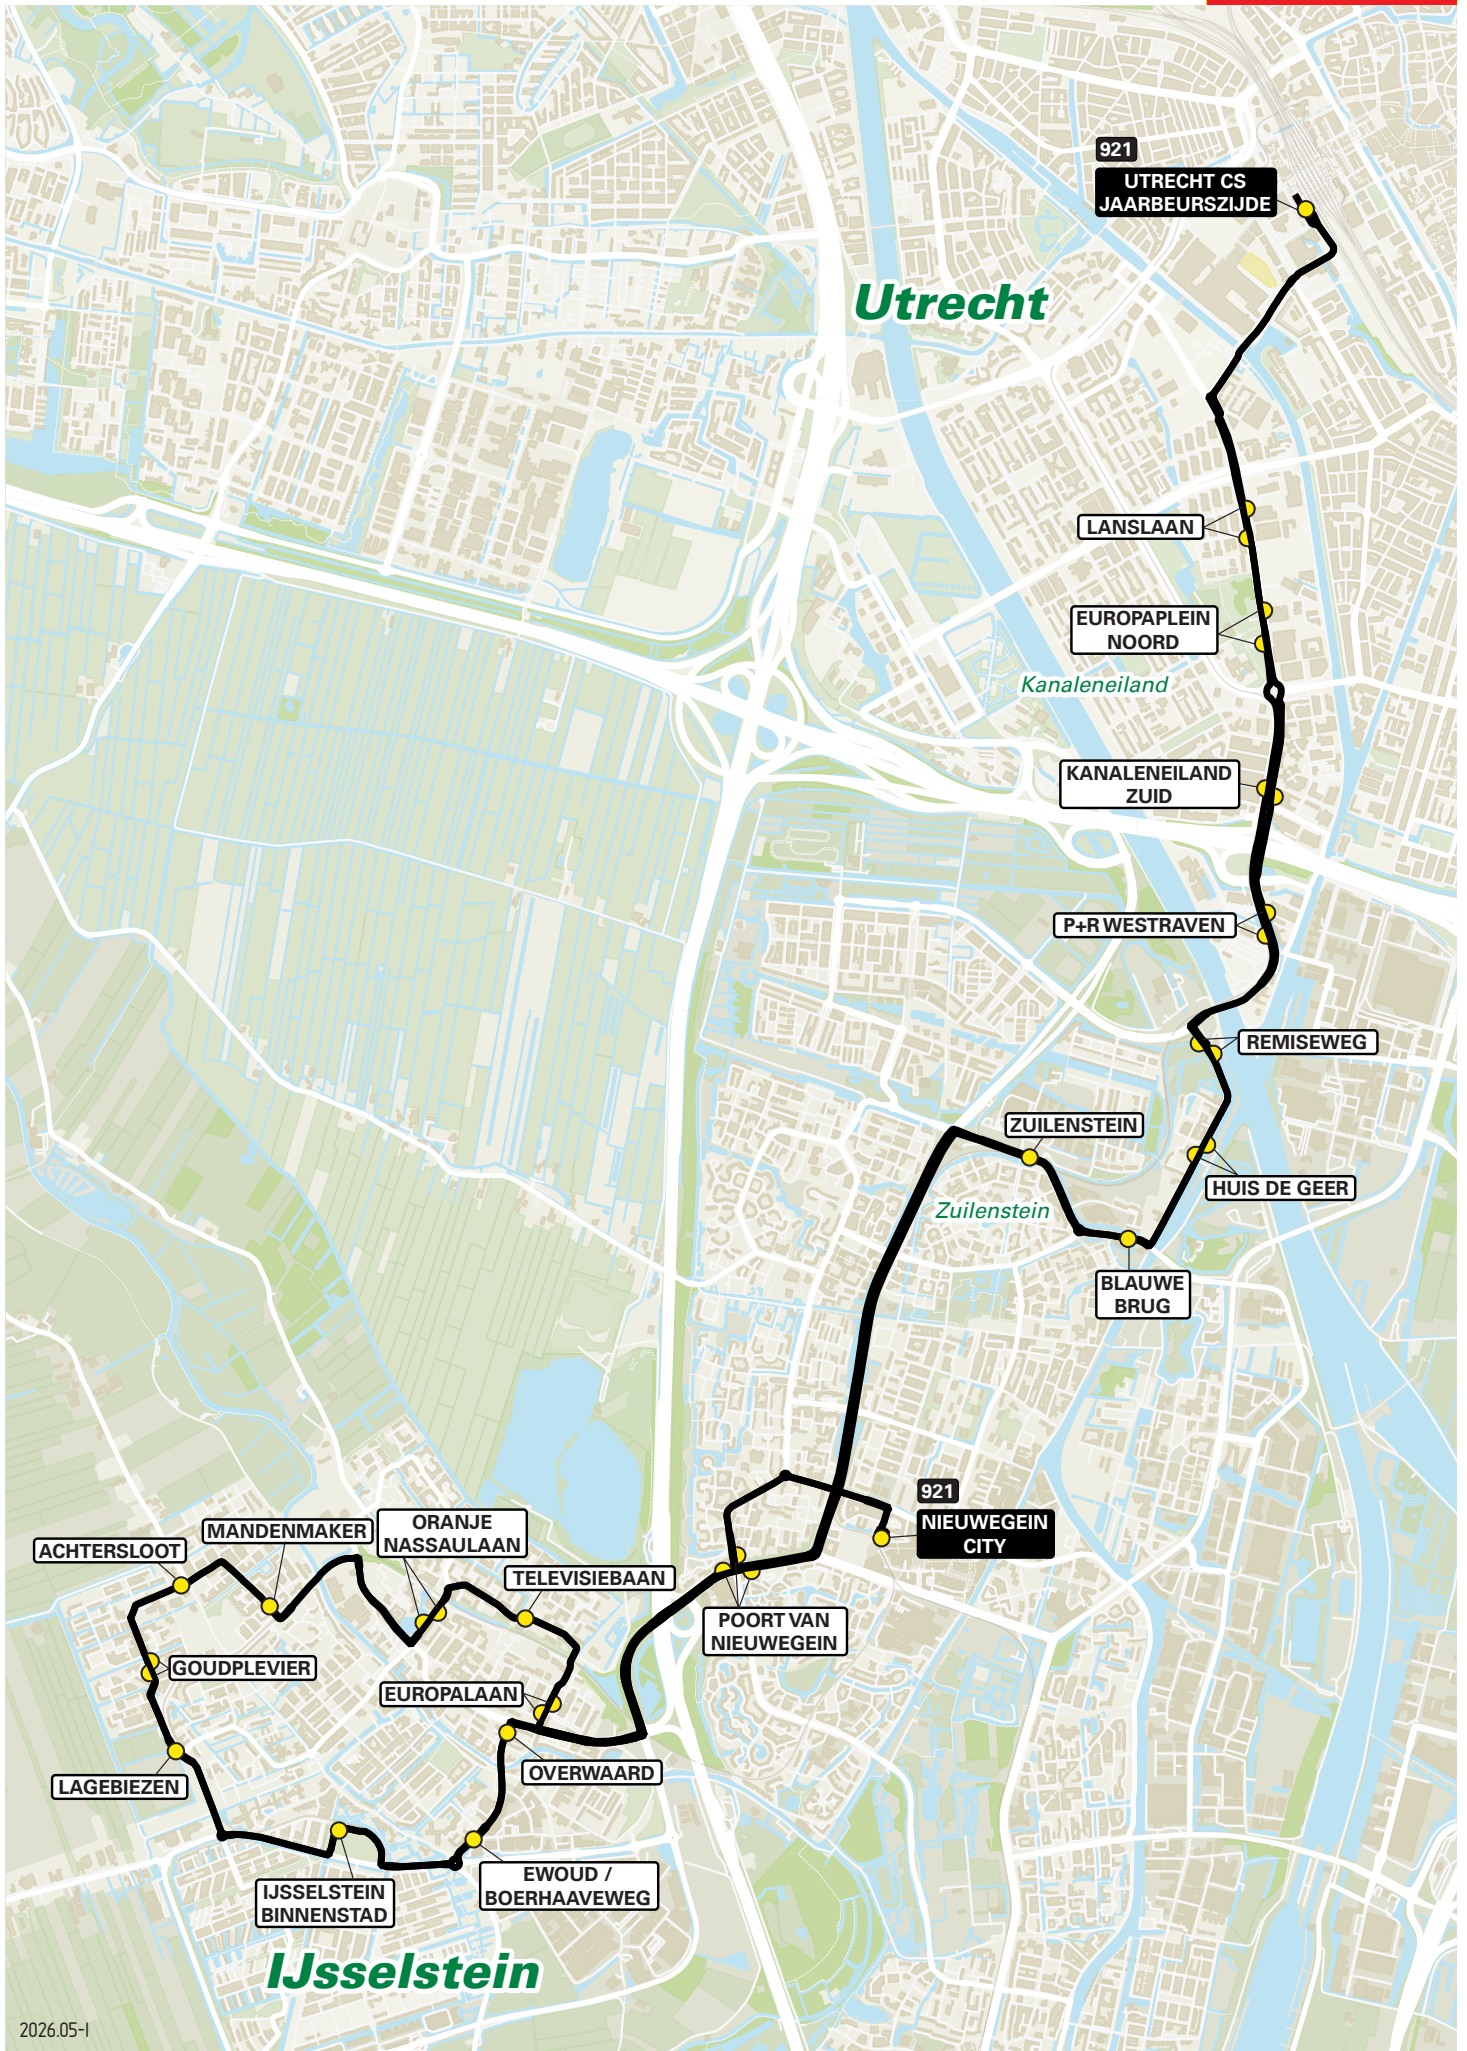 921
UTRECHT CS
JAARBEURSZIJDE
Utrecht
LANSLAAN
EUROPAPLEIN
NOORD
Kanaleneiland
KANALENEILAND
ZUID
P+R WESTRAVEN
REMISEWEG
ZUILENSTEIN
HUIS DE GEER
Zuilenstein
BLAUWE
BRUG
921
NIEUWEGEIN
CITY
ORANJE
NASSAULAAN
MANDENMAKER
ACHTERSLOOT
TELEVISIEBAAN
POORT VAN
NIEUWEGEIN
GOUDPLEVIER
EUROPALAAN
OVERWAARD
LAGEBIEZEN
EWOUD /
BOERHAAVEWEG
IJSSELSTEIN
BINNENSTAD
IJsselstein
2026.05-I